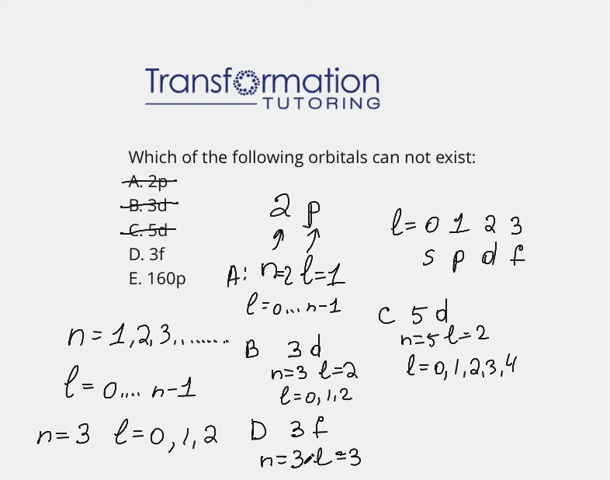 Transformation
TUTORING
Which of the following orbitals can not exist:
A. 2p
B. 3d
C. 5d
D. 3f
E. 160p
2 p
l= 0 1 2 3
s p d f
A: n=2 l=1
l=0... n-1
C 5 d
n=5 l=2
l=0,1,2,3,4
n=1,2,3.........
B 3 d
n=3 l=2
l=0,1,2
l= 0.... n-1
n=3 l=0,1,2
D 3 f
n=3 l=3